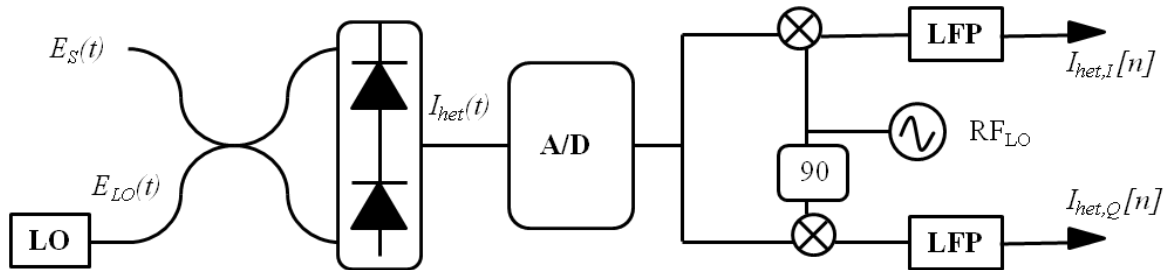 E_S(t)
E_LO(t)
LO
I_het(t)
A/D
90
RF_LO
LFP
I_het,I[n]
LFP
I_het,Q[n]